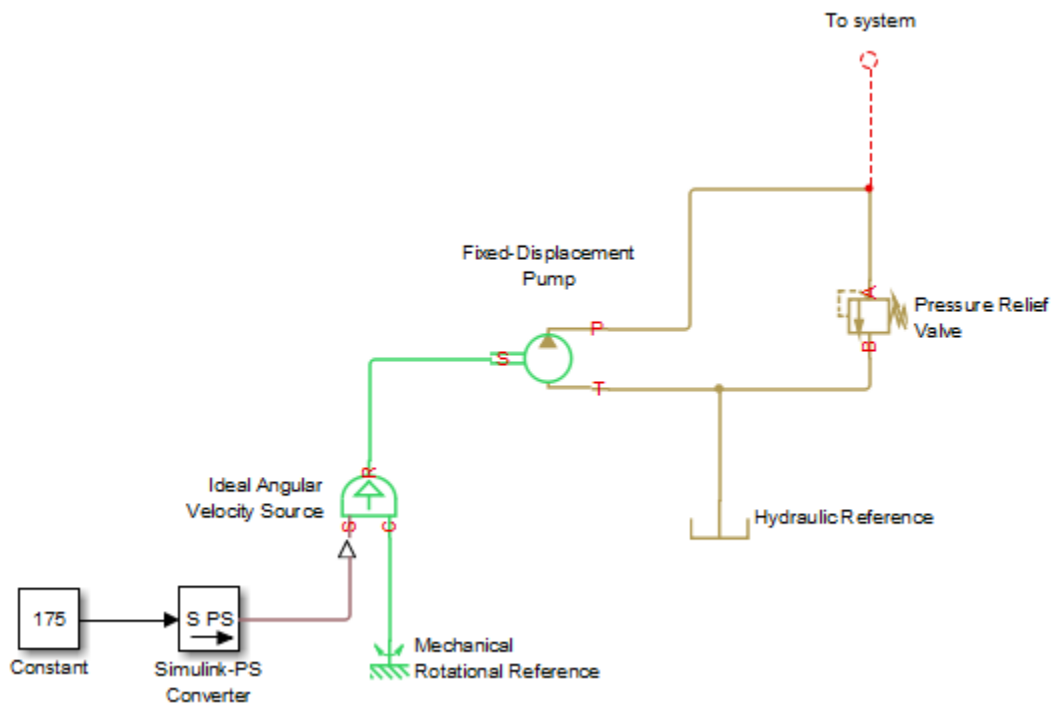 To system
Fixed-Displacement
Pump
A
Pressure Relief
Valve
P
S
B
T
R
Ideal Angular
Velocity Source
S
C
Hydraulic Reference
175
S PS
Mechanical
Rotational Reference
Constant
Simulink-PS
Converter